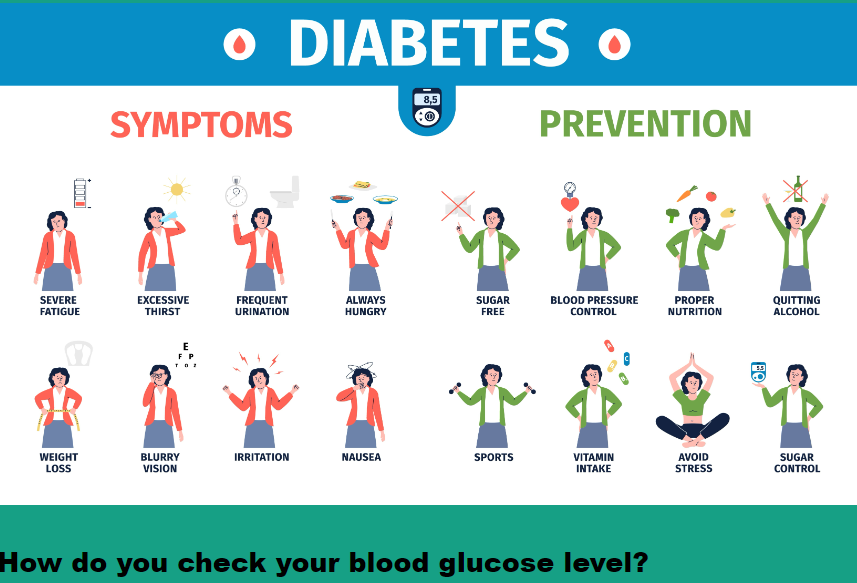 DIABETES
8,5
SYMPTOMS
PREVENTION
SEVERE
FATIGUE
EXCESSIVE
THIRST
FREQUENT
URINATION
ALWAYS
HUNGRY
SUGAR
FREE
BLOOD PRESSURE
CONTROL
PROPER
NUTRITION
QUITTING
ALCOHOL
E
F P
T O Z
A
C
5,5
WEIGHT
LOSS
BLURRY
VISION
IRRITATION
NAUSEA
SPORTS
VITAMIN
INTAKE
AVOID
STRESS
SUGAR
CONTROL
How do you check your blood glucose level?